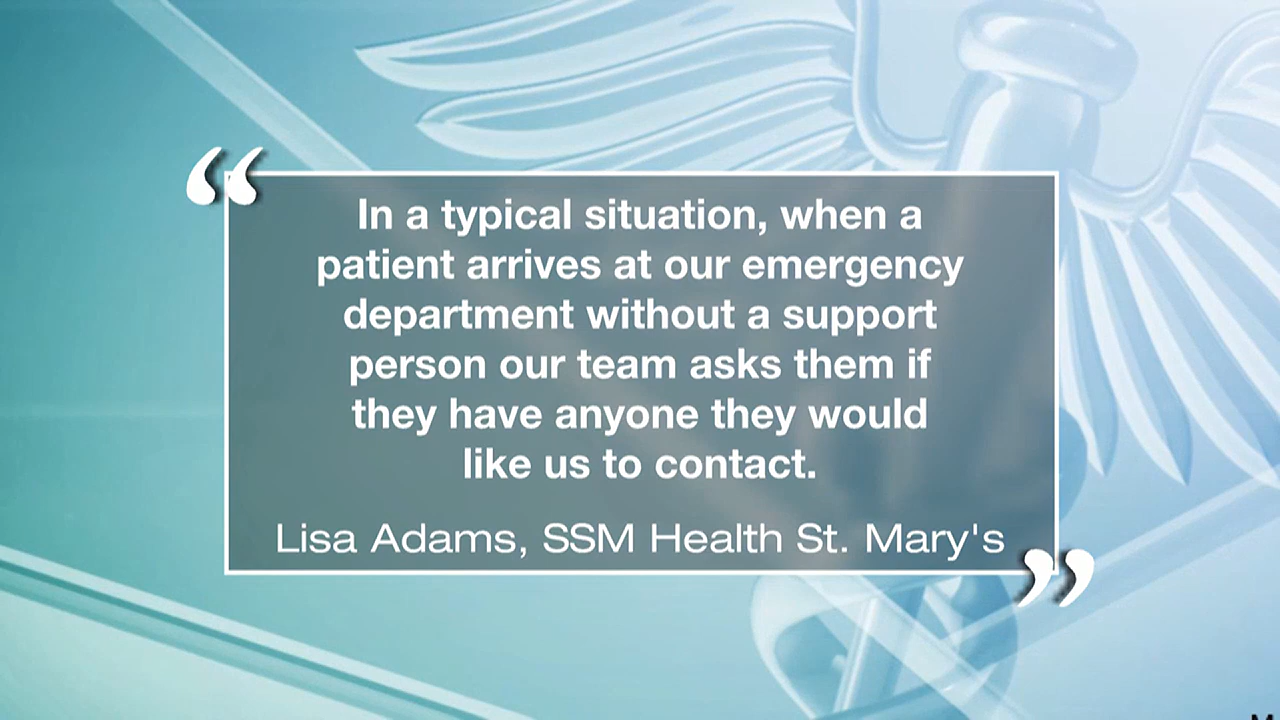 “
In a typical situation, when a
patient arrives at our emergency
department without a support
person our team asks them if
they have anyone they would
like us to contact.
Lisa Adams, SSM Health St. Mary's
”